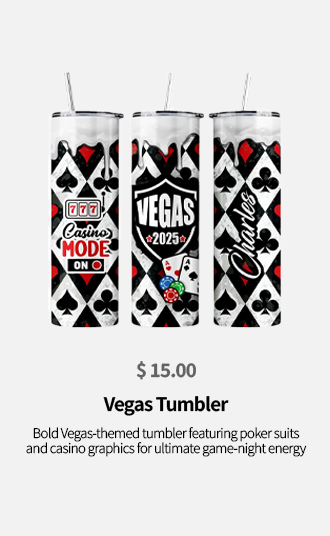 777
Casino
MODE
ON
VEGAS
2025
A
A
Charles
$ 15.00
Vegas Tumbler
Bold Vegas-themed tumbler featuring poker suits
and casino graphics for ultimate game-night energy